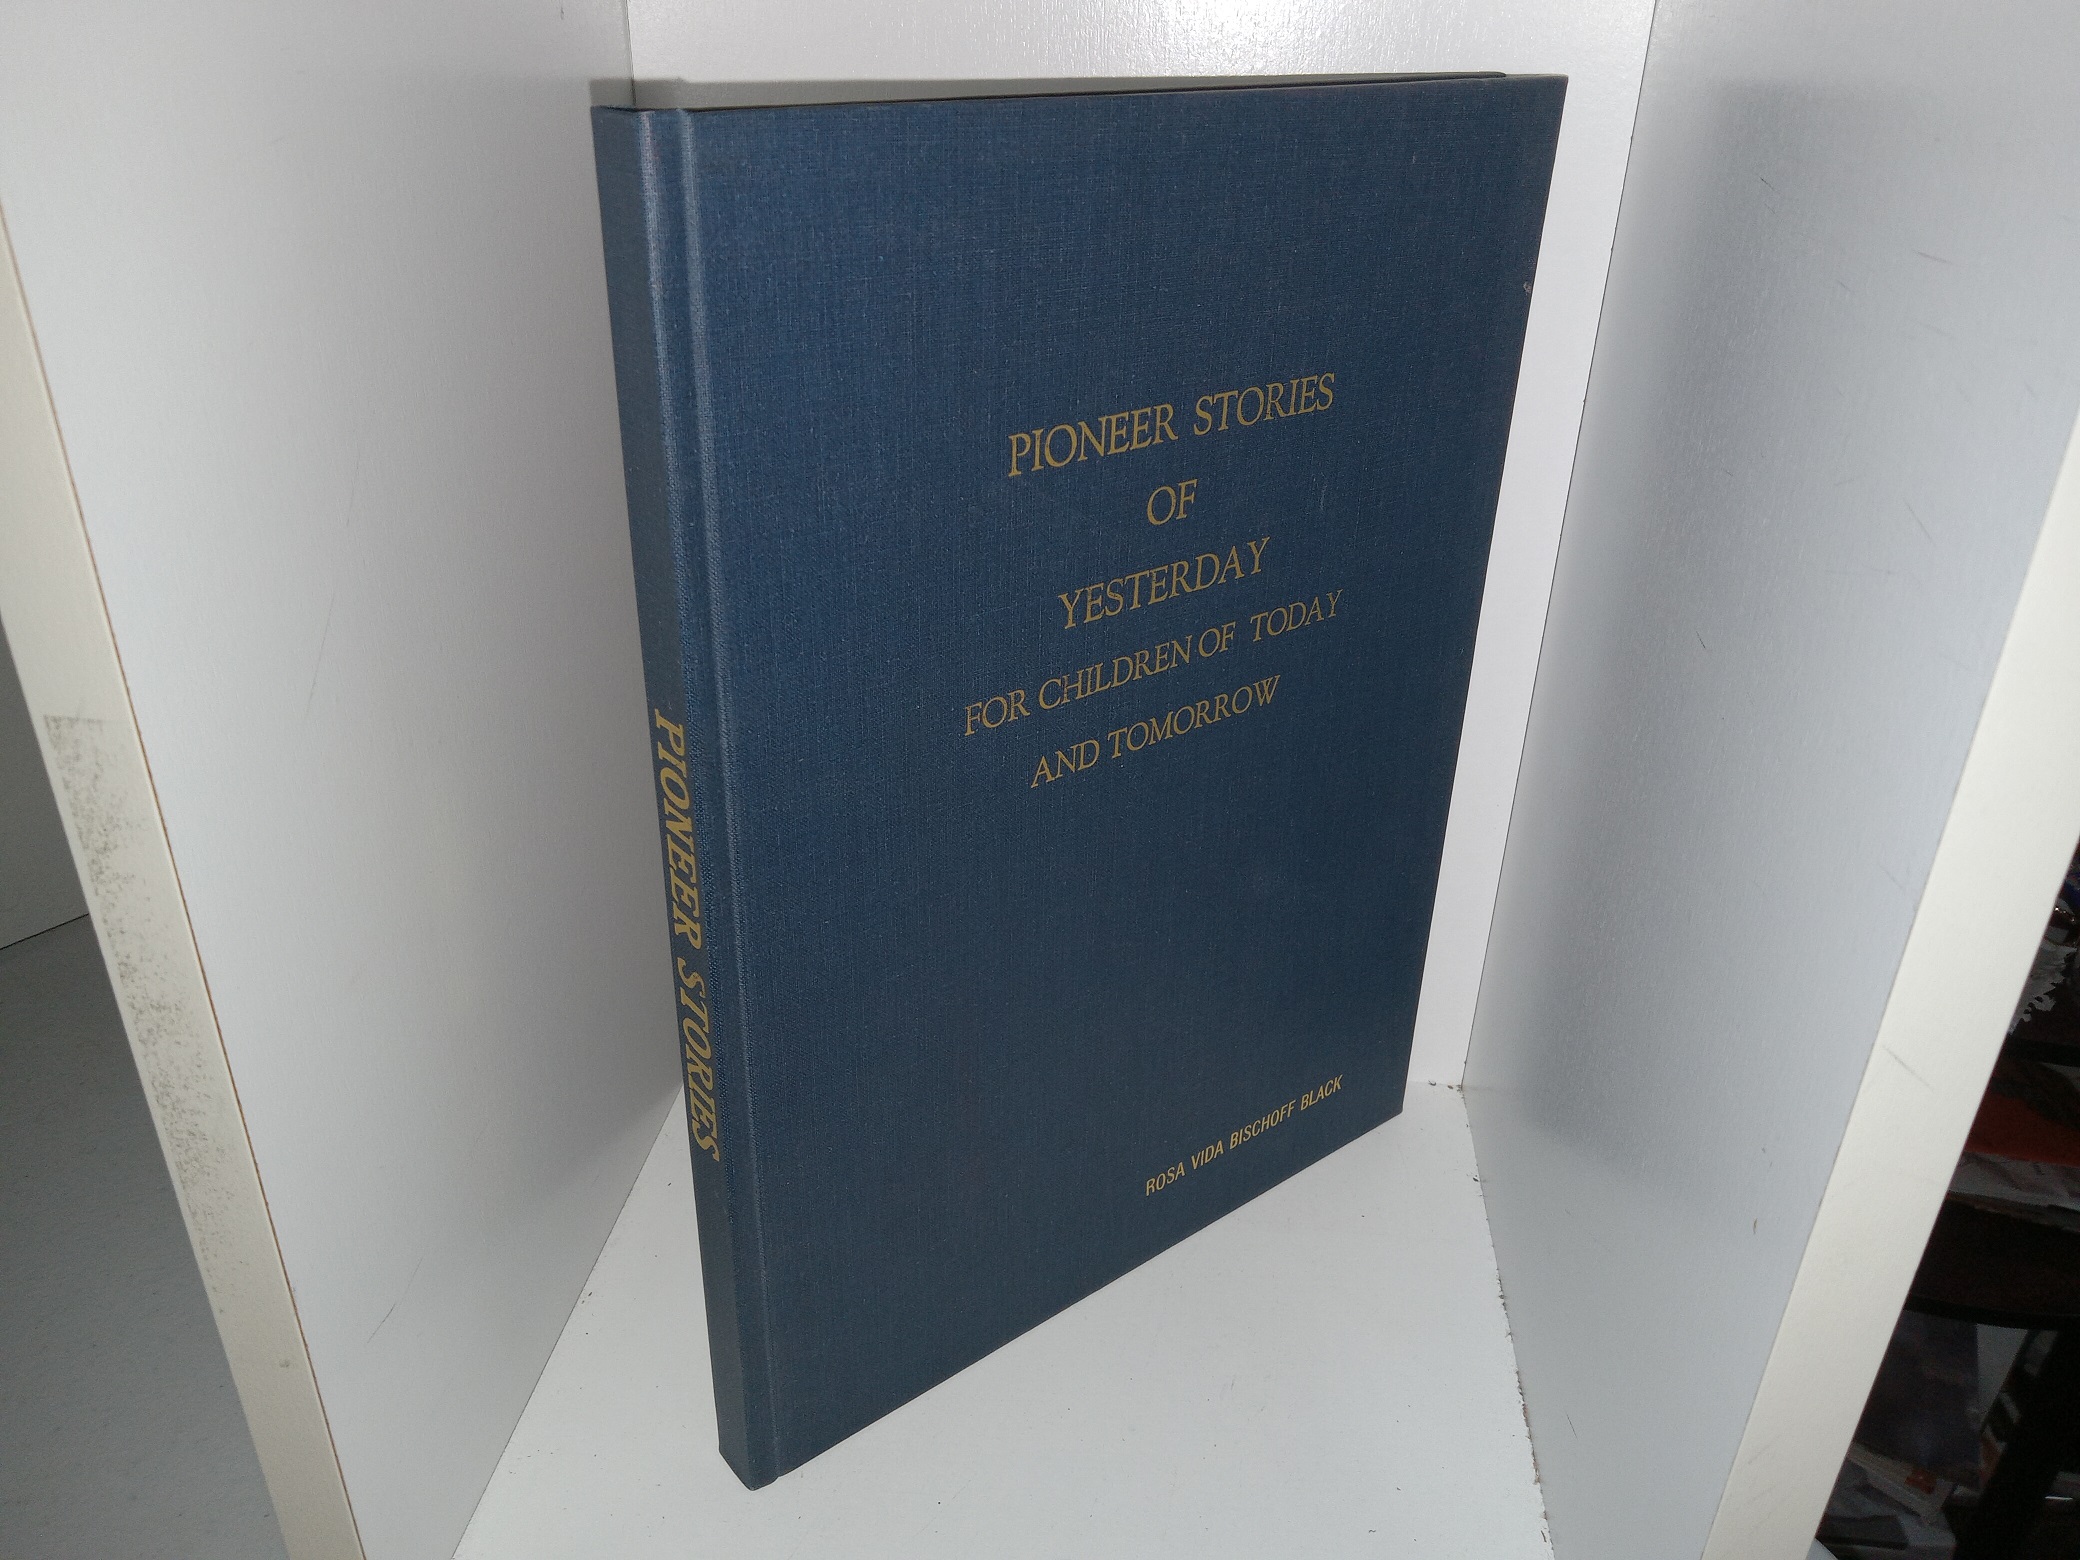 PIONEER STORIES
OF
YESTERDAY
FOR CHILDREN OF TODAY
AND TOMORROW
ROSA VIDA BISCHOFF BLACK
PIONEER STORIES